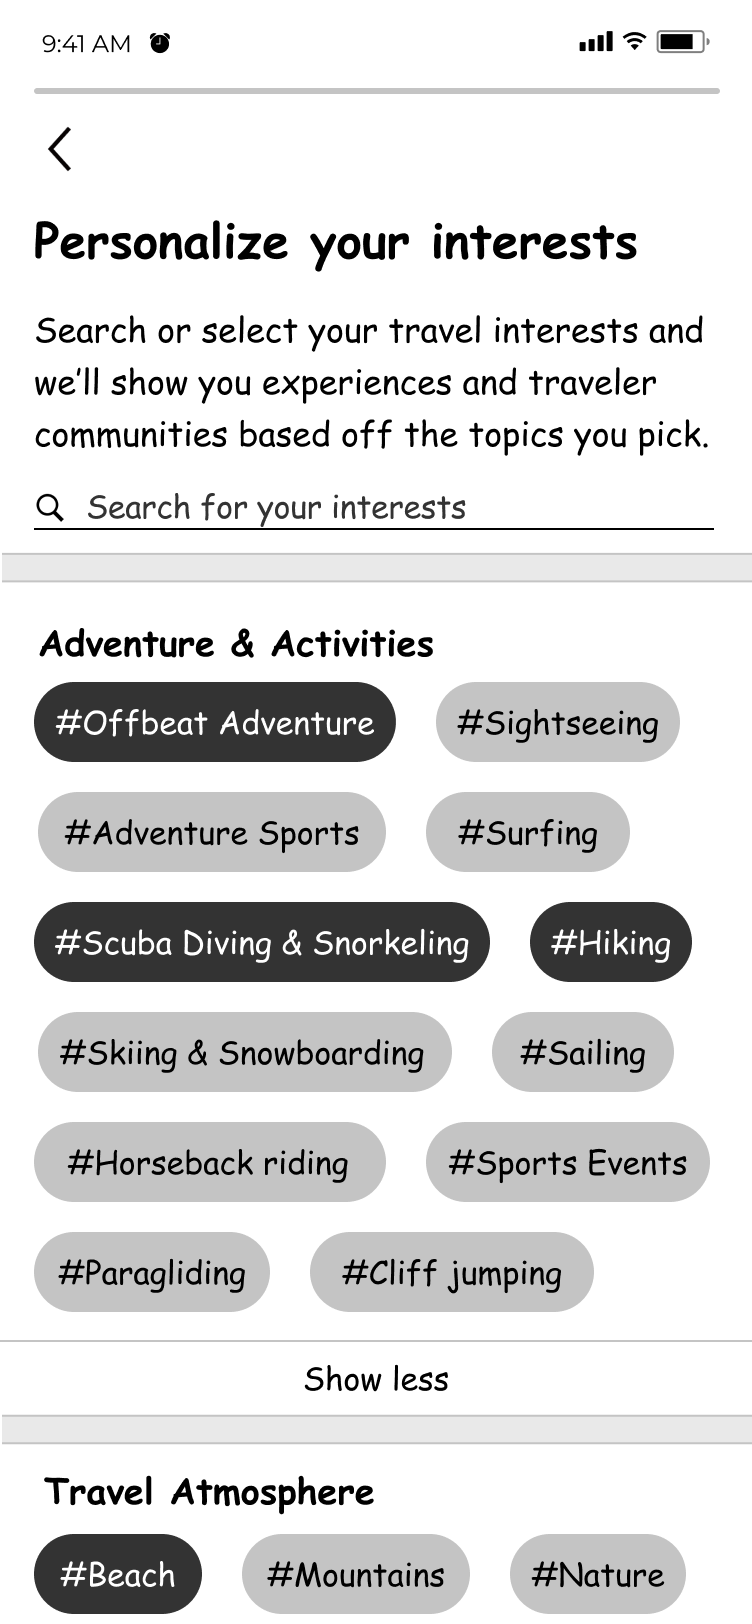 9:41 AM
Personalize your interests
Search or select your travel interests and
we'll show you experiences and traveler
communities based off the topics you pick.
Search for your interests
Adventure & Activities
#Offbeat Adventure #Sightseeing
#Adventure Sports #Surfing
#Scuba Diving & Snorkeling #Hiking
#Skiing & Snowboarding #Sailing
#Horseback riding #Sports Events
#Paragliding #Cliff jumping
Show less
Travel Atmosphere
#Beach #Mountains #Nature